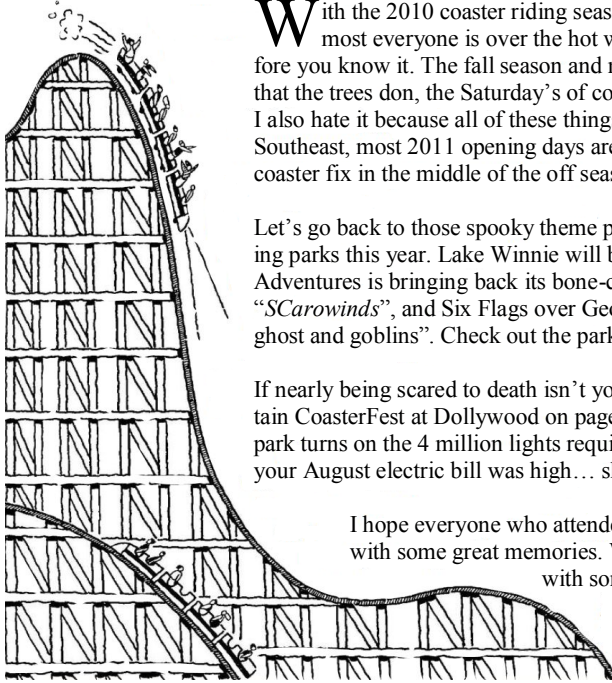 With the 2010 coaster riding seas
most everyone is over the hot w
fore you know it. The fall season and r
that the trees don, the Saturday’s of co
I also hate it because all of these thing
Southeast, most 2011 opening days are
coaster fix in the middle of the off seas
Let’s go back to those spooky theme p
ing parks this year. Lake Winnie will b
Adventures is bringing back its bone-c
“SCarowinds”, and Six Flags over Geo
ghost and goblins”. Check out the park
If nearly being scared to death isn’t yo
tain CoasterFest at Dollywood on page
park turns on the 4 million lights requi
your August electric bill was high… sl
I hope everyone who attende
with some great memories. W
with son